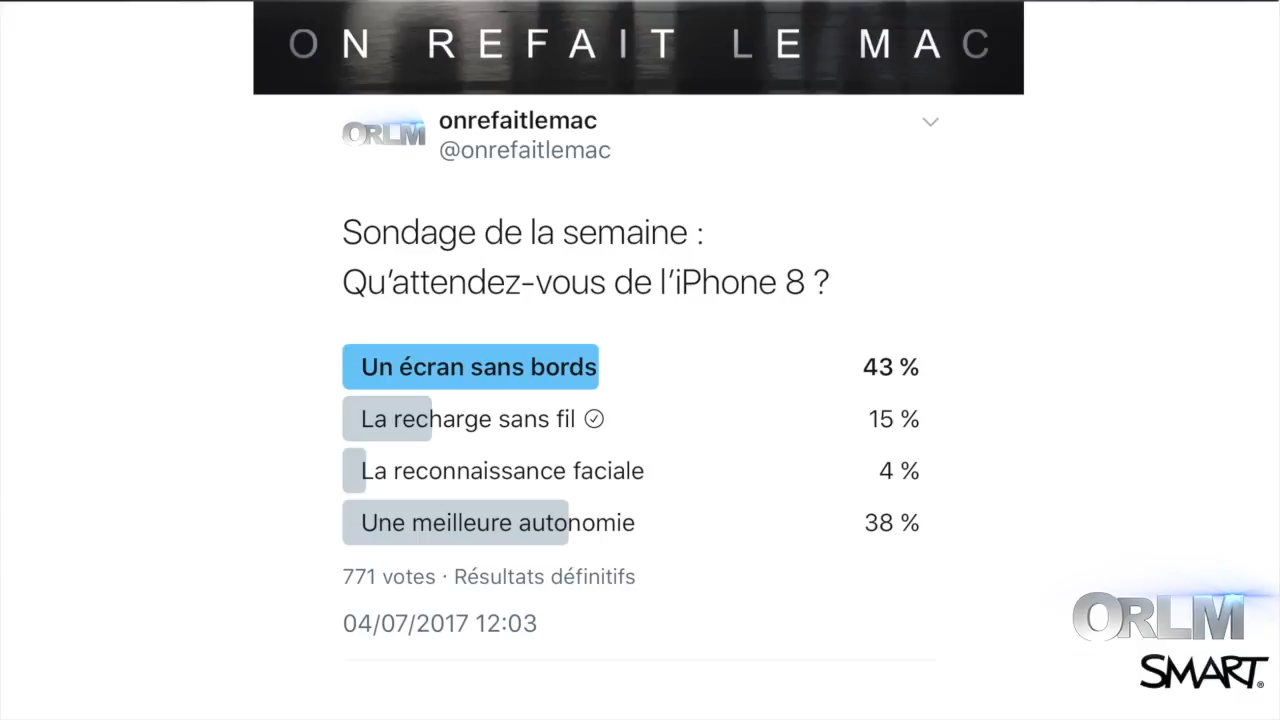 ON REFAIT LE MAC
ORLM
onrefaitlemac
@onrefaitlemac
Sondage de la semaine :
Qu’attendez-vous de l’iPhone 8 ?
Un écran sans bords 43 %
La recharge sans fil 15 %
La reconnaissance faciale 4 %
Une meilleure autonomie 38 %
771 votes · Résultats définitifs
04/07/2017 12:03
ORLM
SMART®